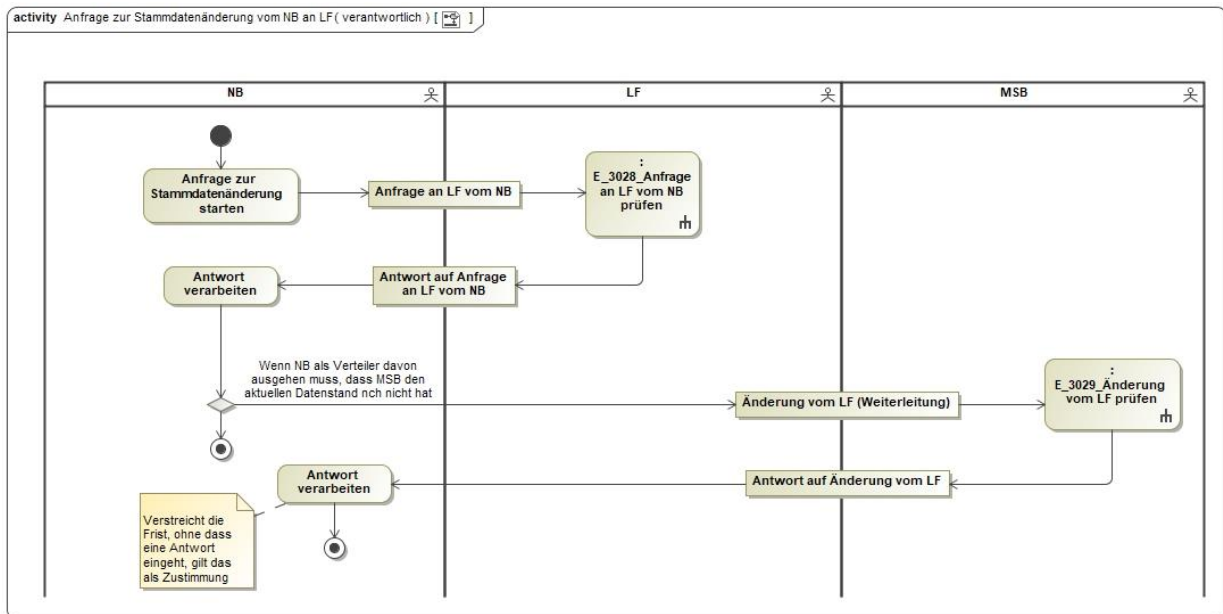 activity Anfrage zur Stammdatenänderung vom NB an LF( verantwortlich ) [ ]
NB
LF
MSB
Anfrage zur
Stammdatenänderung
starten
Anfrage an LF vom NB
:
E_3028_Anfrage
an LF vom NB
prüfen
Antwort
verarbeiten
Antwort auf Anfrage
an LF vom NB
Wenn NB als Verteiler davon
ausgehen muss, dass MSB den
aktuellen Datenstand nch nicht hat
Änderung vom LF (Weiterleitung)
:
E_3029_Änderung
vom LF prüfen
Antwort
verarbeiten
Antwort auf Änderung vom LF
Verstreicht die
Frist, ohne dass
eine Antwort
eingeht, gilt das
als Zustimmung